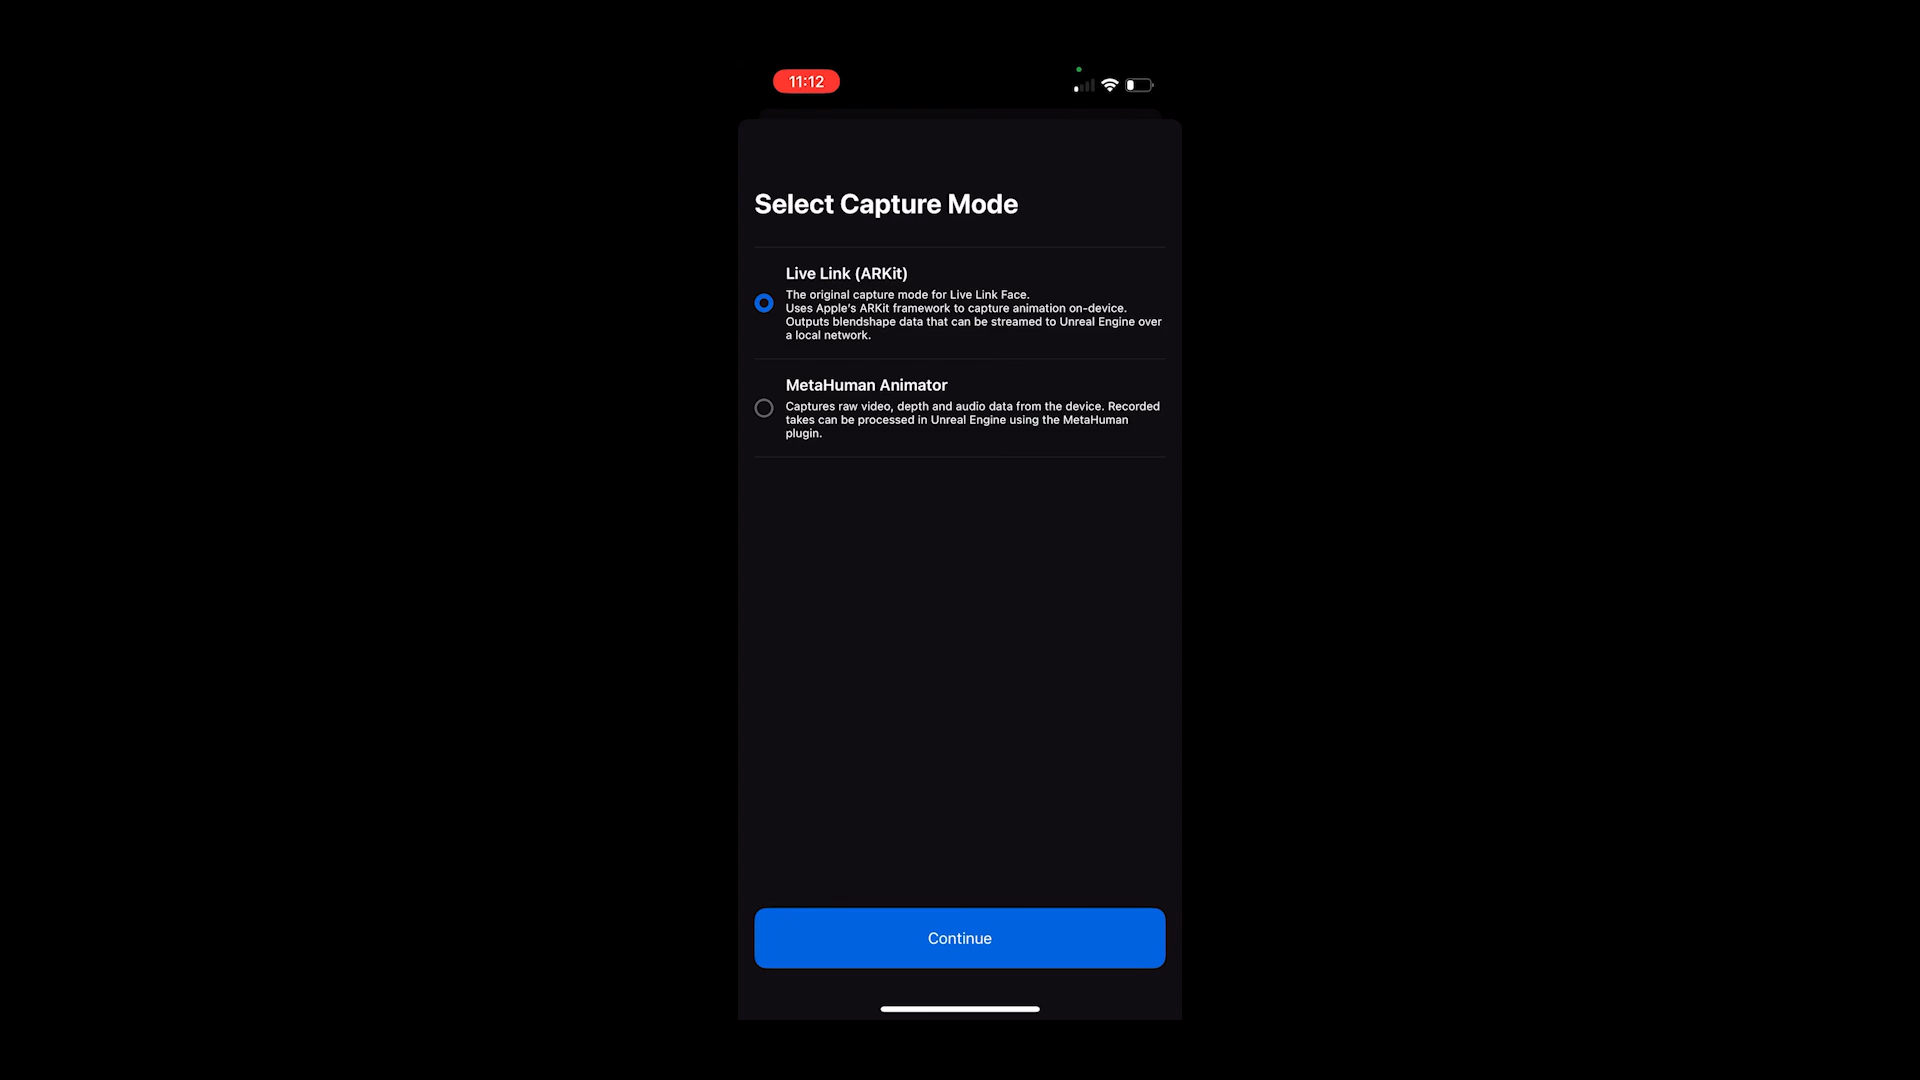 11:12
Select Capture Mode
Live Link (ARKit)
The original capture mode for Live Link Face.
Uses Apple's ARKit framework to capture animation on-device.
Outputs blendshape data that can be streamed to Unreal Engine over
a local network.
MetaHuman Animator
Captures raw video, depth and audio data from the device. Recorded
takes can be processed in Unreal Engine using the MetaHuman
plugin.
Continue